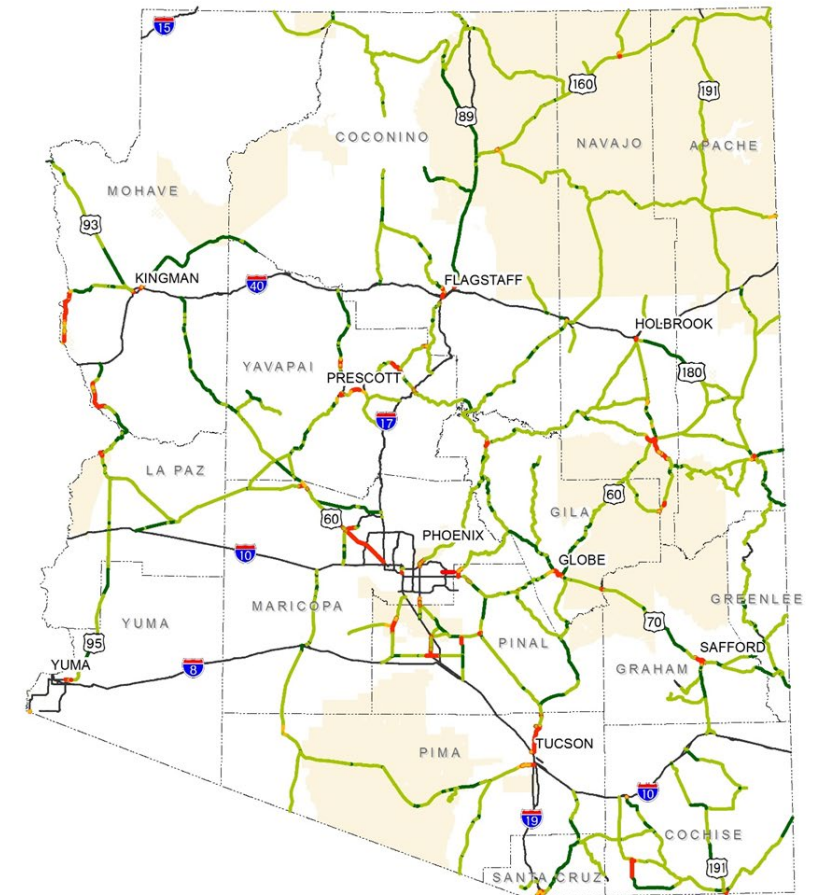 15
160
191
89
COCONINO
NAVAJO
APACHE
MOHAVE
93
KINGMAN
FLAGSTAFF
40
HOLBROOK
YAVAPAI
180
PRESCOTT
17
LA PAZ
60
GILA
60
PHOENIX
10
GLOBE
MARICOPA
GREENLEE
YUMA
70
95
PINAL
SAFFORD
YUMA
8
GRAHAM
TUCSON
PIMA
10
19
COCHISE
191
SANTA CRUZ